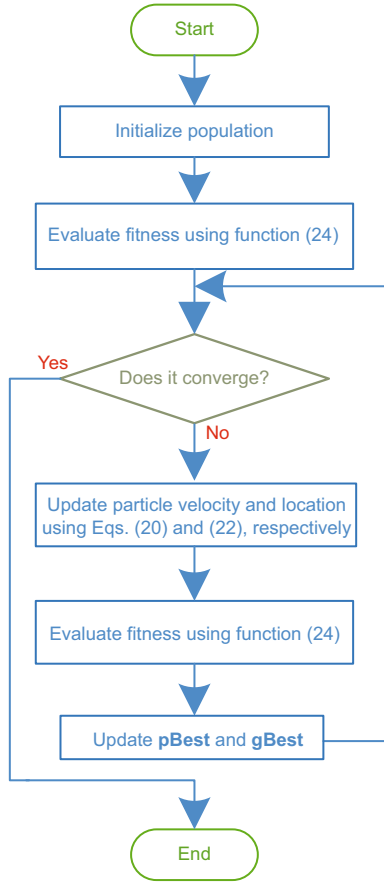 Start
Initialize population
Evaluate fitness using function (24)
Yes
Does it converge?
No
Update particle velocity and location
using Eqs. (20) and (22), respectively
Evaluate fitness using function (24)
Update pBest and gBest
End